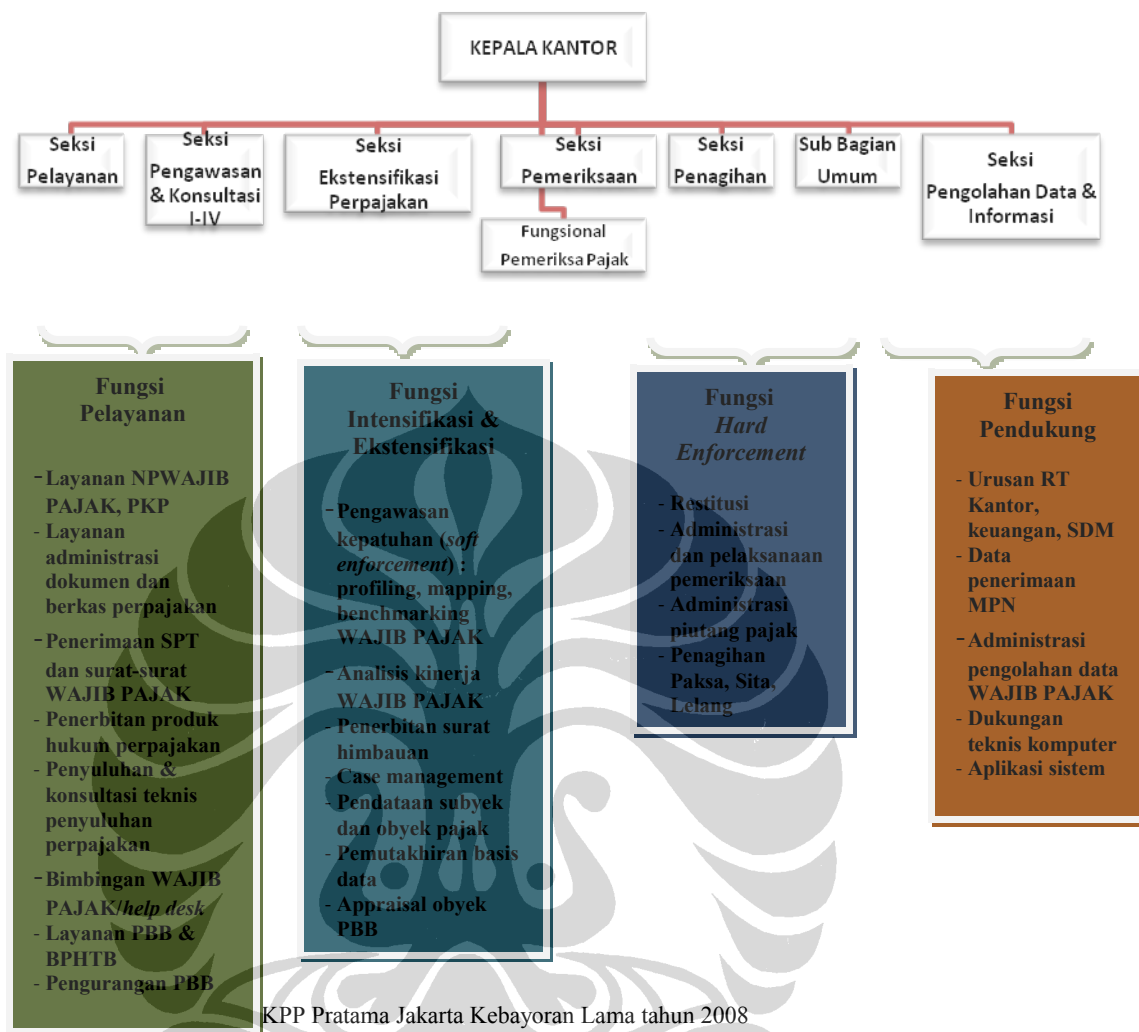 KEPALA KANTOR
Seksi
Pelayanan
Seksi
Pengawasan
& Konsultasi
I-IV
Seksi
Ekstensifikasi
Perpajakan
Seksi
Pemeriksaan
Seksi
Penagihan
Sub Bagian
Umum
Seksi
Pengolahan Data &
Informasi
Fungsional
Pemeriksa Pajak
Fungsi
Pelayanan
- Layanan NPWAJIB
PAJAK, PKP
- Layanan
administrasi
dokumen dan
berkas perpajakan
- Penerimaan SPT
dan surat-surat
WAJIB PAJAK
- Penerbitan produk
hukum perpajakan
- Penyuluhan &
konsultasi teknis
penyuluhan
perpajakan
- Bimbingan WAJIB
PAJAK/help desk
- Layanan PBB &
BPHTB
- Pengurangan PBB
Fungsi
Intensifikasi &
Ekstensifikasi
- Pengawasan
kepatuhan (soft
enforcement) :
profiling, mapping,
benchmarking
WAJIB PAJAK
- Analisis kinerja
WAJIB PAJAK
- Penerbitan surat
himbauan
- Case management
- Pendataan subyek
dan obyek pajak
- Pemutakhiran basis
data
- Appraisal obyek
PBB
Fungsi
Hard
Enforcement
- Restitusi
- Administrasi
dan pelaksanaan
pemeriksaan
- Administrasi
piutang pajak
- Penagihan
Paksa, Sita,
Lelang
Fungsi
Pendukung
- Urusan RT
Kantor,
keuangan, SDM
- Data
penerimaan
MPN
- Administrasi
pengolahan data
WAJIB PAJAK
- Dukungan
teknis komputer
- Aplikasi sistem
KPP Pratama Jakarta Kebayoran Lama tahun 2008